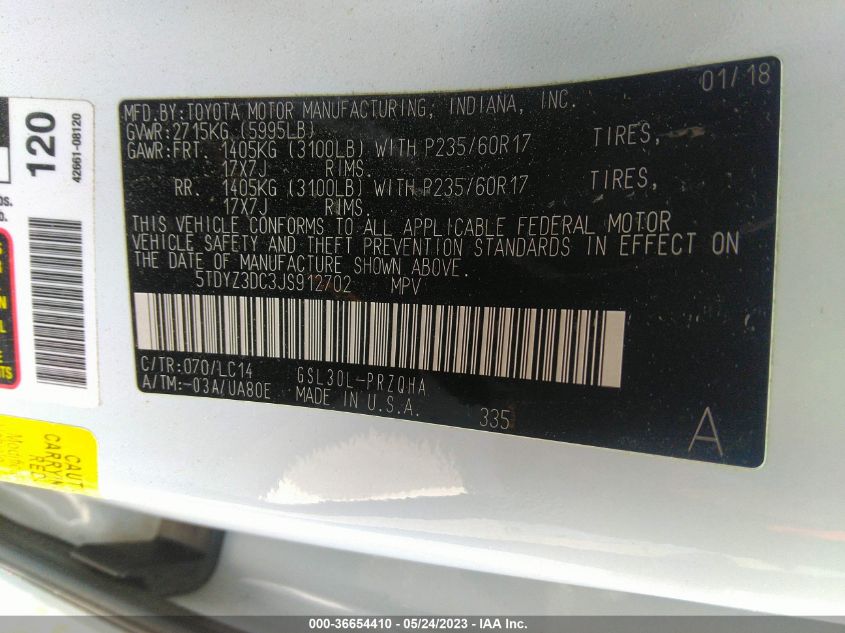 01/18
MFD.BY:TOYOTA MOTOR MANUFACTURING, INDIANA, INC.
GVWR:2715KG (5995LB)
GAWR:FRT. 1405KG (3100LB) WITH P235/60R17 TIRES,
17X7J RIMS.
RR. 1405KG (3100LB) WITH P235/60R17 TIRES,
17X7J RIMS.
THIS VEHICLE CONFORMS TO ALL APPLICABLE FEDERAL MOTOR
VEHICLE SAFETY AND THEFT PREVENTION STANDARDS IN EFFECT ON
THE DATE OF MANUFACTURE SHOWN ABOVE.
5TDYZ3DC3JS912702 MPV
C/TR:070/LC14 GSL30L-PRZQHA
A/TM:-03A/UA80E MADE IN U.S.A.
335
A
120
42661-08120
CAUT
CARRYIN
RED
000-36654410 - 05/24/2023 - IAA Inc.